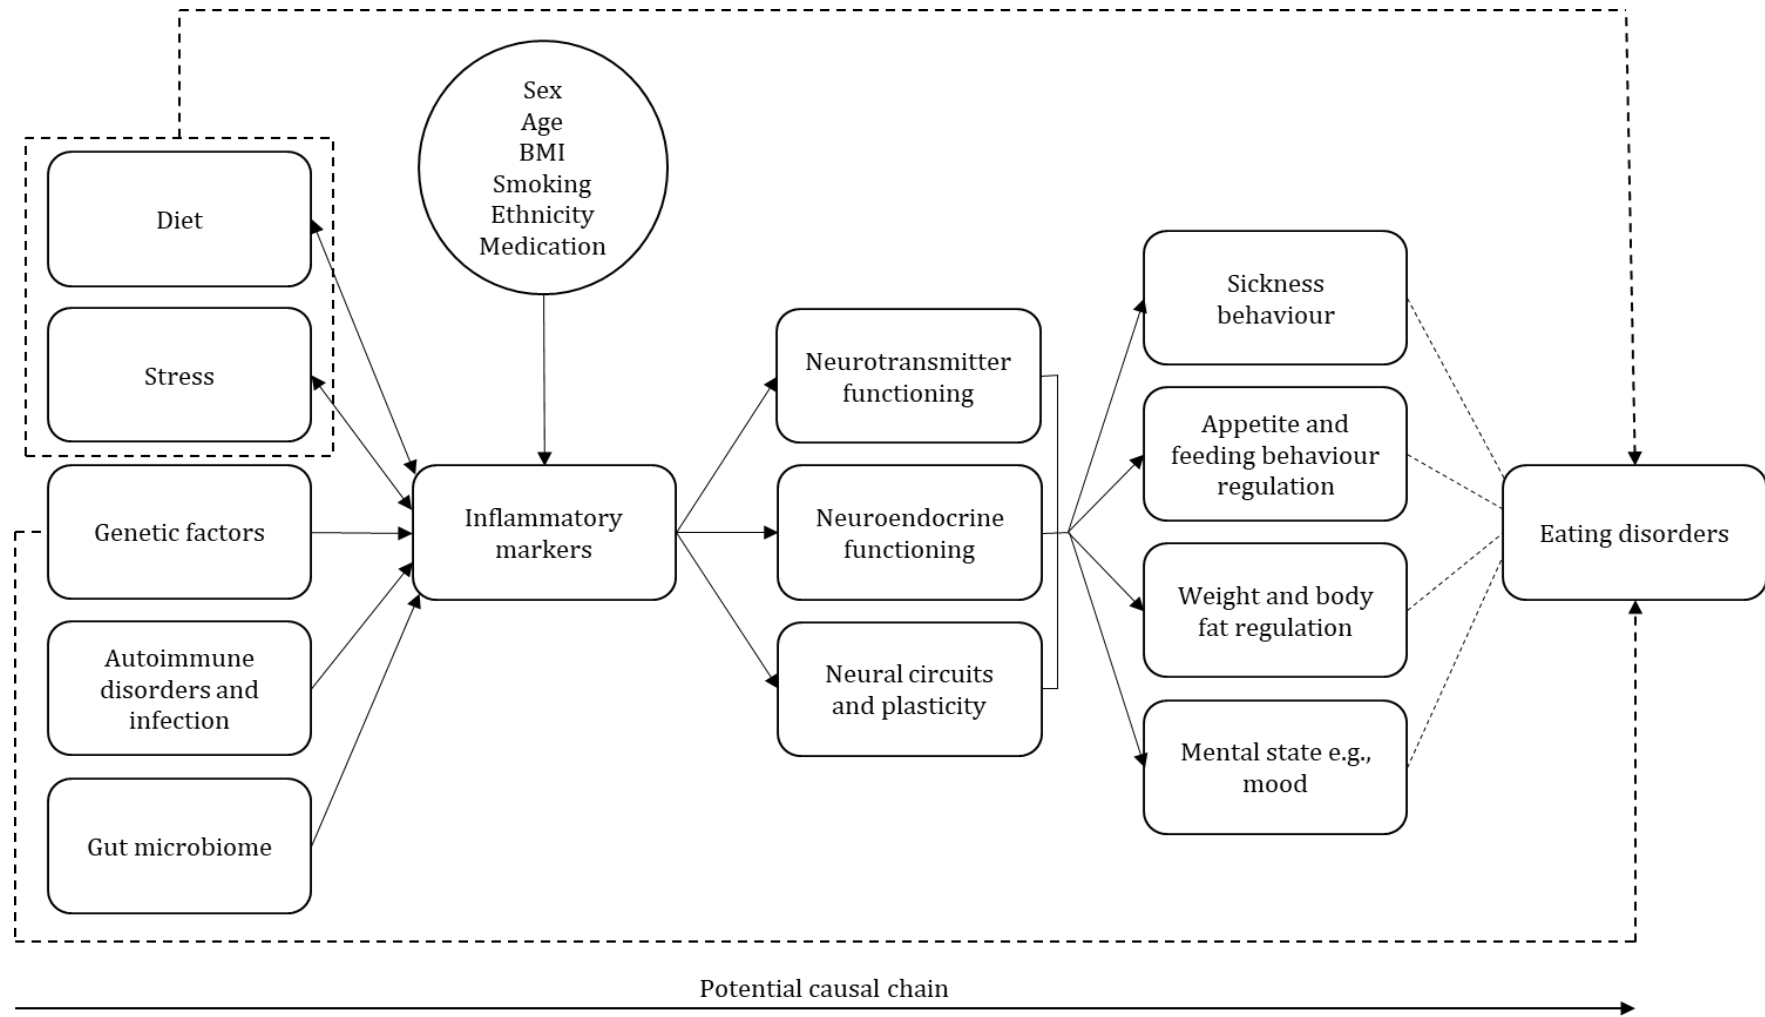 Sex
Age
BMI
Smoking
Ethnicity
Medication
Diet
Stress
Genetic factors
Autoimmune
disorders and
infection
Gut microbiome
Inflammatory
markers
Neurotransmitter
functioning
Neuroendocrine
functioning
Neural circuits
and plasticity
Sickness
behaviour
Appetite and
feeding behaviour
regulation
Weight and body
fat regulation
Mental state e.g.,
mood
Eating disorders
Potential causal chain